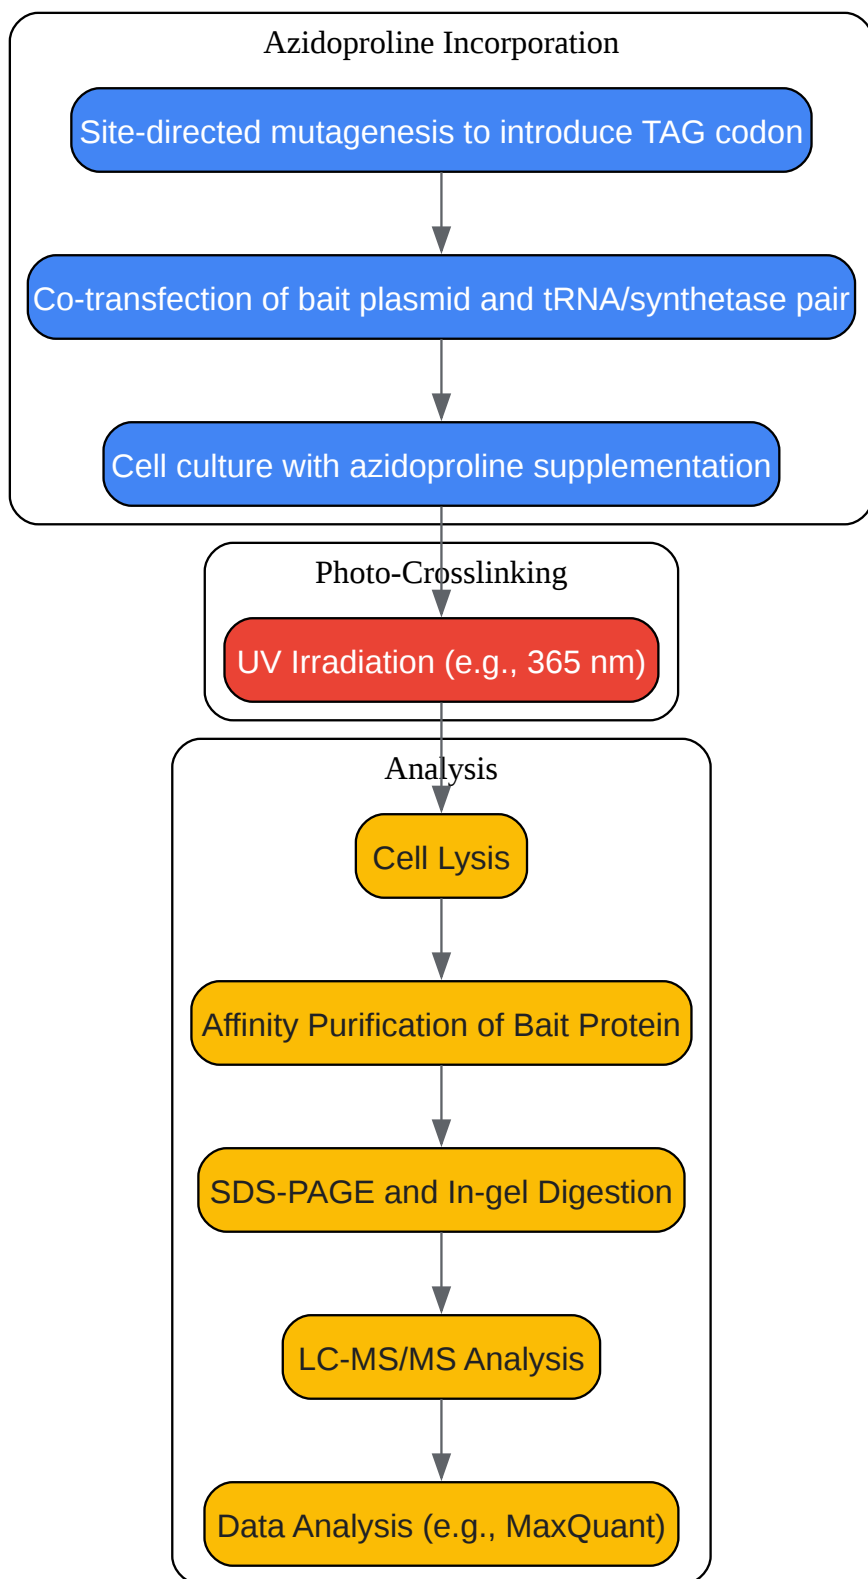 Azidoproline Incorporation
Site-directed mutagenesis to introduce TAG codon
Co-transfection of bait plasmid and tRNA/synthetase pair
Cell culture with azidoproline supplementation
Photo-Crosslinking
UV Irradiation (e.g., 365 nm)
Analysis
Cell Lysis
Affinity Purification of Bait Protein
SDS-PAGE and In-gel Digestion
LC-MS/MS Analysis
Data Analysis (e.g., MaxQuant)